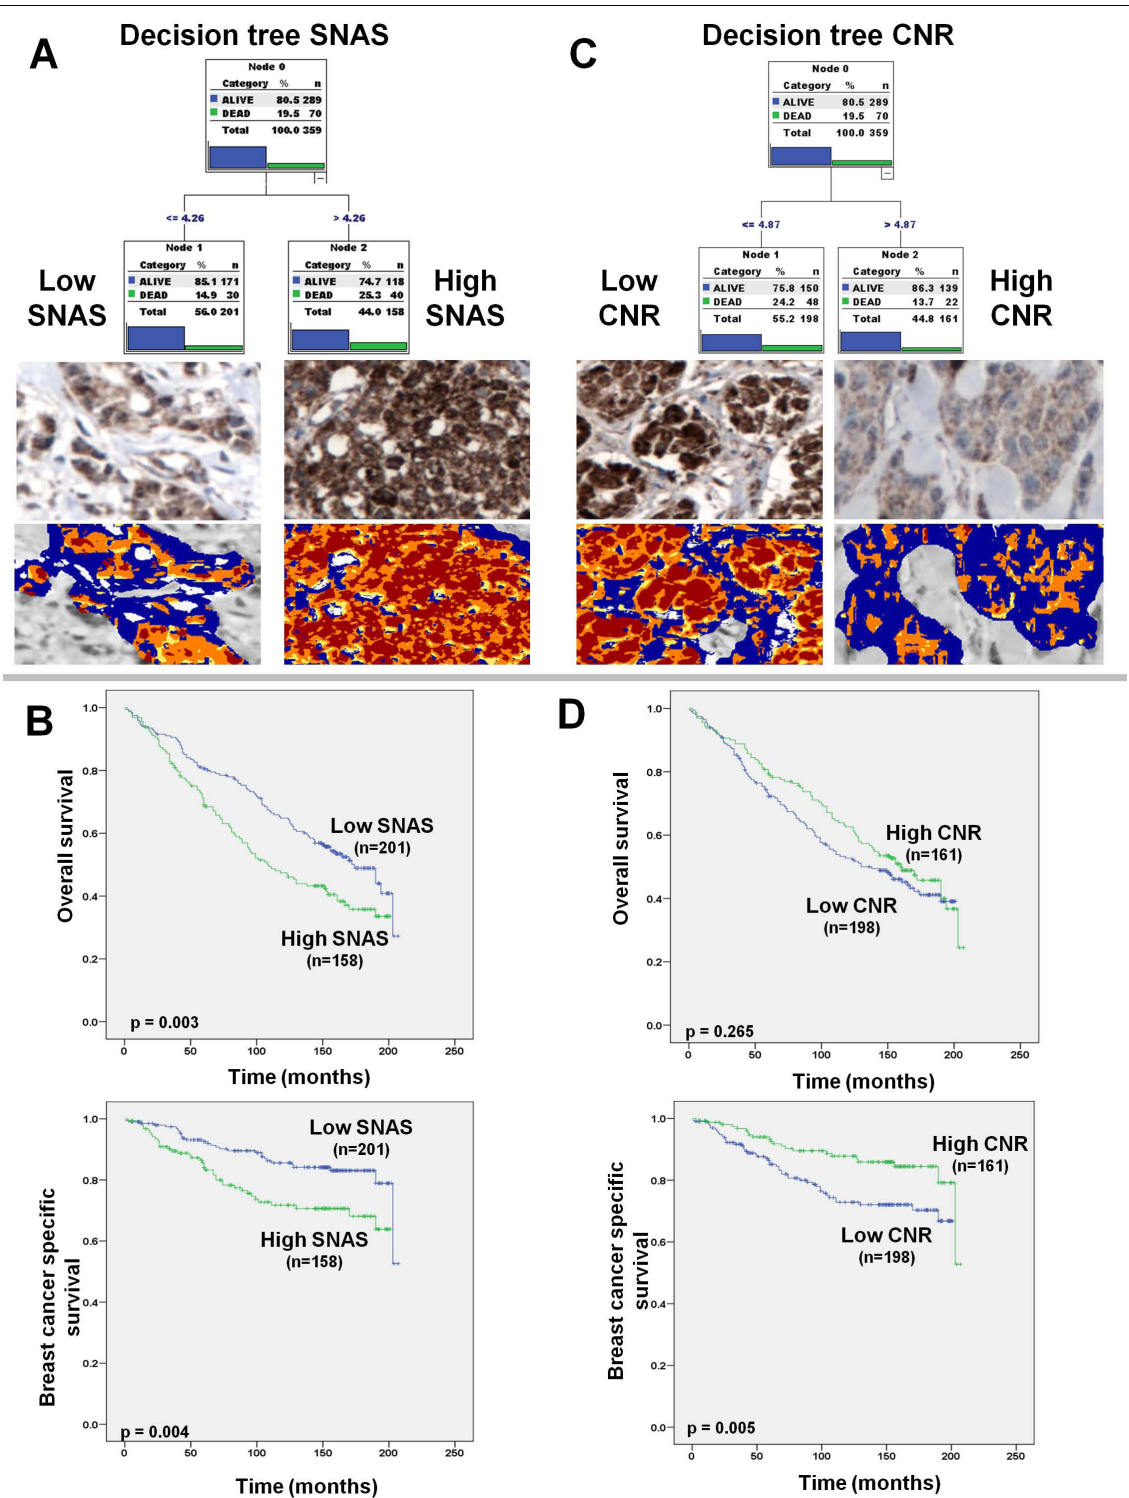 A
Decision tree SNAS
Node 0
Category % n
ALIVE 80.5 289
DEAD 19.5 70
Total 100.0 359
<= 4.26
> 4.26
Low
SNAS
Node 1
Category % n
ALIVE 85.1 171
DEAD 14.9 30
Total 56.0 201
Node 2
Category % n
ALIVE 74.7 118
DEAD 25.3 40
Total 44.0 158
High
SNAS
C
Decision tree CNR
Node 0
Category % n
ALIVE 80.5 289
DEAD 19.5 70
Total 100.0 359
<= 4.87
> 4.87
Low
CNR
Node 1
Category % n
ALIVE 75.8 150
DEAD 24.2 48
Total 55.2 198
Node 2
Category % n
ALIVE 86.3 139
DEAD 13.7 22
Total 44.8 161
High
CNR
B
Overall survival
1.0
0.8
0.6
0.4
0.2
0.0
Low SNAS
(n=201)
High SNAS
(n=158)
p = 0.003
0 50 100 150 200 250
Time (months)
Breast cancer specific
survival
1.0
0.8
0.6
0.4
0.2
0.0
Low SNAS
(n=201)
High SNAS
(n=158)
p = 0.004
0 50 100 150 200 250
Time (months)
D
Overall survival
1.0
0.8
0.6
0.4
0.2
0.0
High CNR
(n=161)
Low CNR
(n=198)
p = 0.265
0 50 100 150 200 250
Time (months)
Breast cancer specific
survival
1.0
0.8
0.6
0.4
0.2
0.0
High CNR
(n=161)
Low CNR
(n=198)
p = 0.005
0 50 100 150 200 250
Time (months)